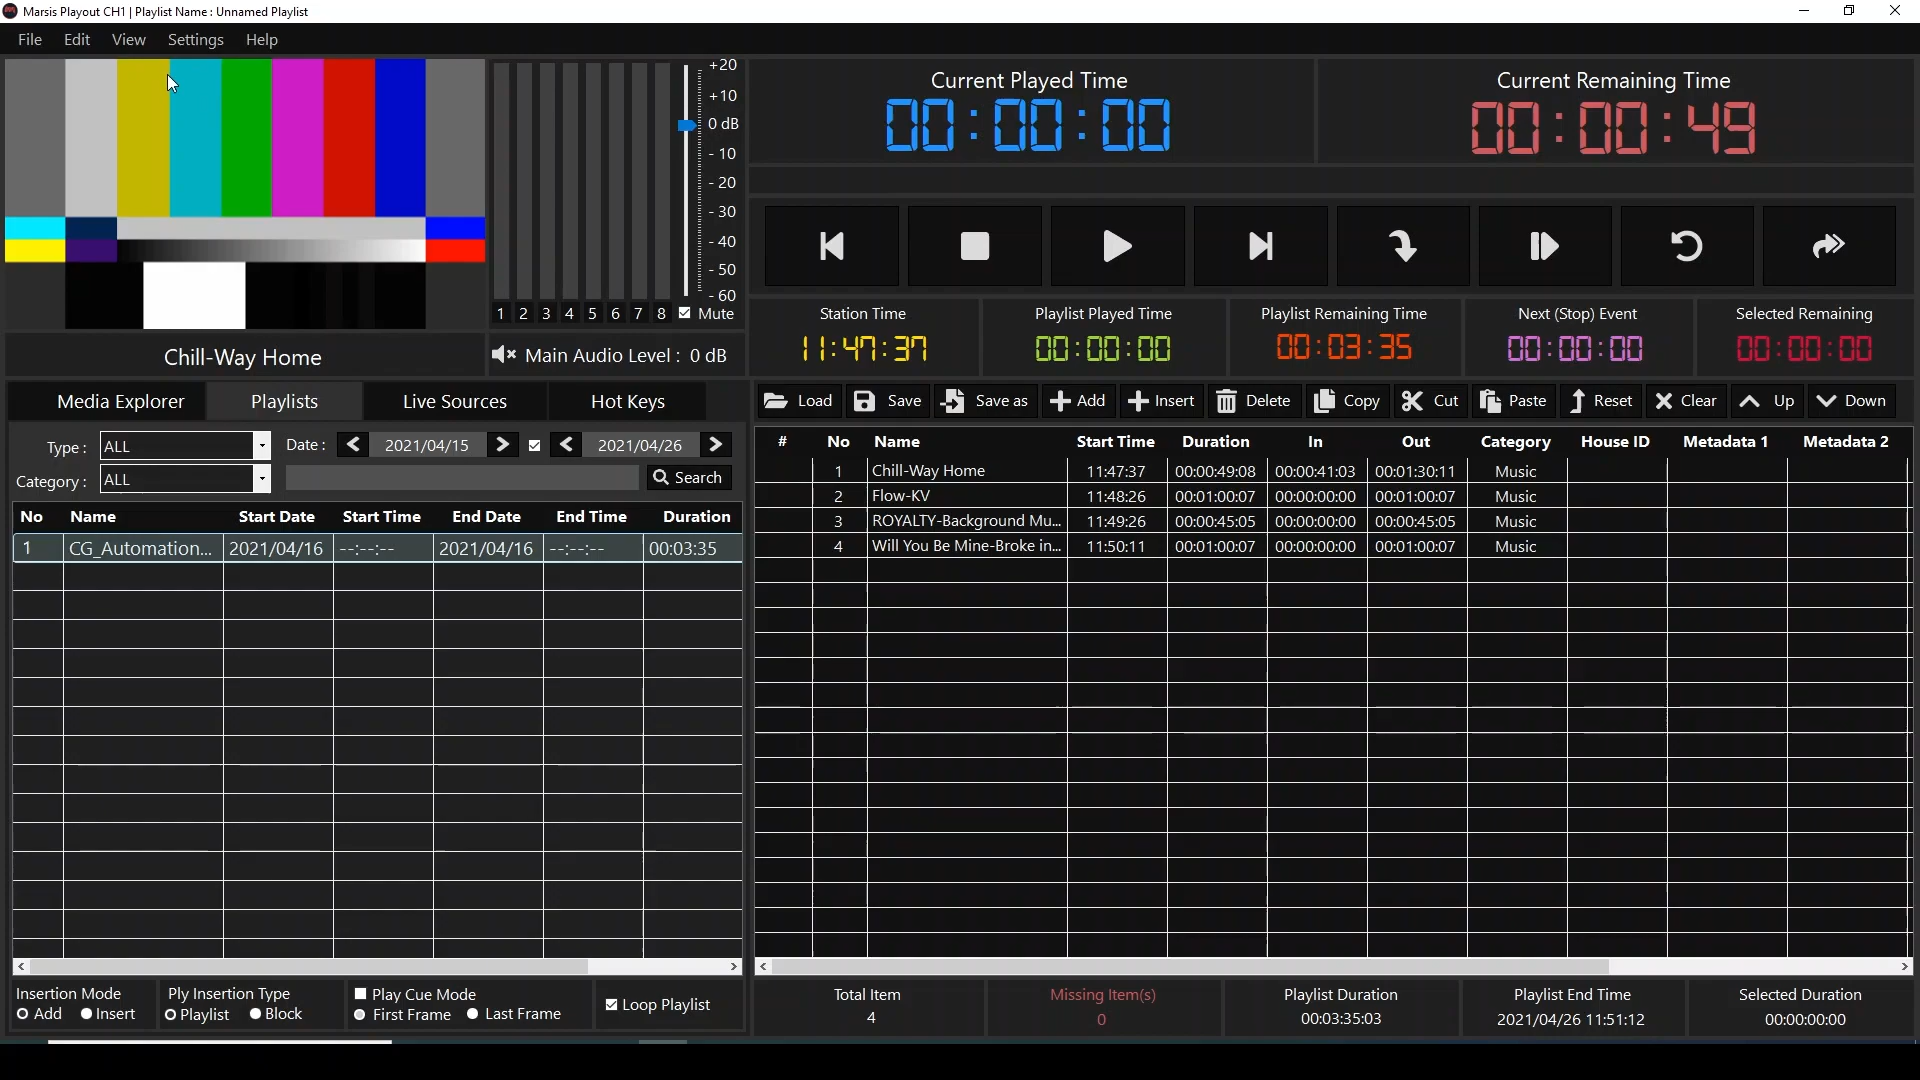 Marsis Playout CH1 | Playlist Name : Unnamed Playlist
File Edit View Settings Help
+20
+10
0 dB
- 10
- 20
- 30
- 40
- 50
- 60
1 2 3 4 5 6 7 8 Mute
Chill-Way Home
Main Audio Level : 0 dB
Current Played Time
00:00:00
Current Remaining Time
00:00:49
Station Time
11:47:37
Playlist Played Time
00:00:00
Playlist Remaining Time
00:03:35
Next (Stop) Event
00:00:00
Selected Remaining
00:00:00
Media Explorer Playlists Live Sources Hot Keys
Type : ALL Date : 2021/04/15 2021/04/26
Category : ALL Search
No Name Start Date Start Time End Date End Time Duration
1 CG_Automation... 2021/04/16 --:--:-- 2021/04/16 --:--:-- 00:03:35
Load Save Save as Add Insert Delete Copy Cut Paste Reset Clear Up Down
# No Name Start Time Duration In Out Category House ID Metadata 1 Metadata 2
1 Chill-Way Home 11:47:37 00:00:49:08 00:00:41:03 00:01:30:11 Music
2 Flow-KV 11:48:26 00:01:00:07 00:00:00:00 00:01:00:07 Music
3 ROYALTY-Background Mu... 11:49:26 00:00:45:05 00:00:00:00 00:00:45:05 Music
4 Will You Be Mine-Broke in... 11:50:11 00:01:00:07 00:00:00:00 00:01:00:07 Music
Insertion Mode
Add Insert
Ply Insertion Type
Playlist Block
Play Cue Mode
First Frame Last Frame
Loop Playlist
Total Item
4
Missing Item(s)
0
Playlist Duration
00:03:35:03
Playlist End Time
2021/04/26 11:51:12
Selected Duration
00:00:00:00